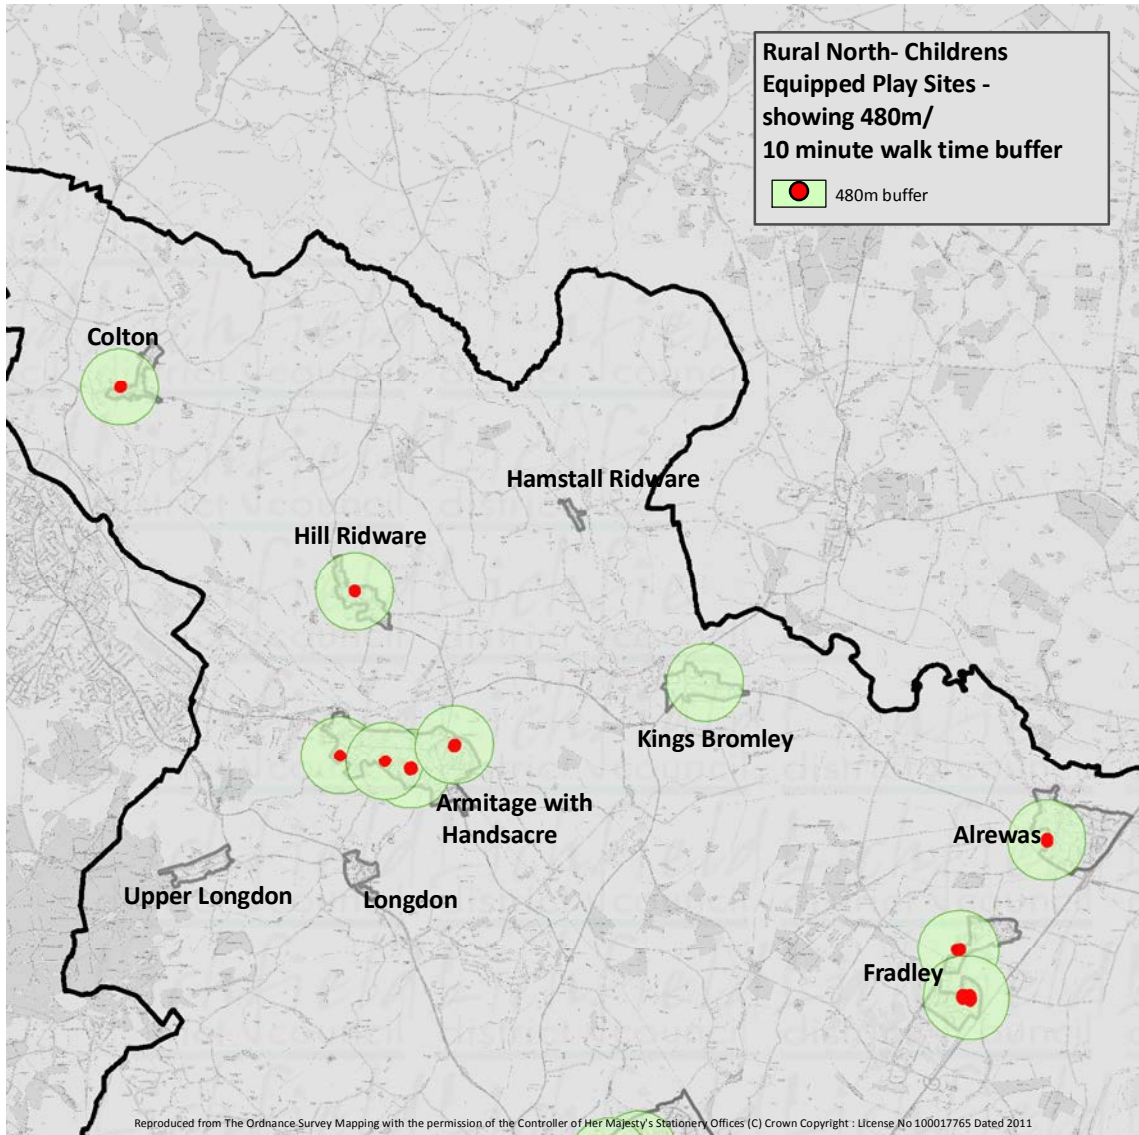 Rural North- Childrens
Equipped Play Sites -
showing 480m/
10 minute walk time buffer
480m buffer
Colton
Hamstall Ridware
Hill Ridware
Kings Bromley
Armitage with
Handsacre
Alrewas
Upper Longdon
Longdon
Fradley
Reproduced from The Ordnance Survey Mapping with the permission of the Controller of Her Majesty's Stationery Offices (C) Crown Copyright : License No 100017765 Dated 2011